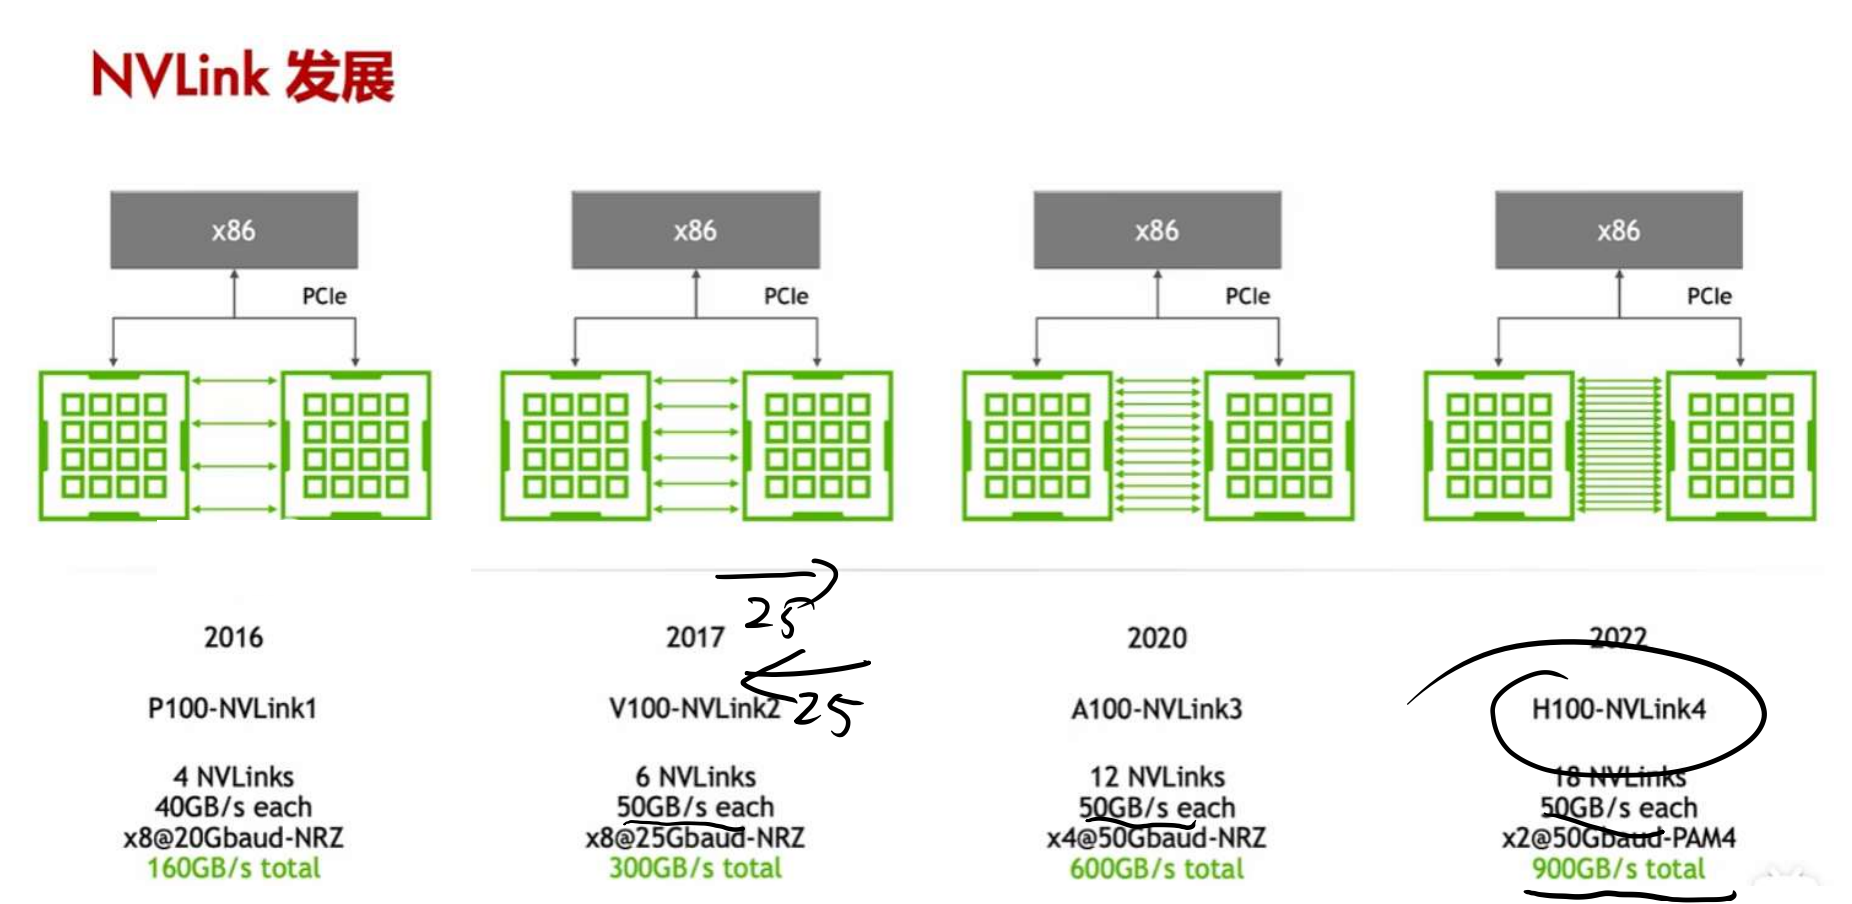 NVLink 发展
x86
x86
x86
x86
PCIe
PCIe
PCIe
PCIe
25
25
2016
P100-NVLink1
4 NVLinks
40GB/s each
x8@20Gbaud-NRZ
160GB/s total
2017
V100-NVLink2
6 NVLinks
50GB/s each
x8@25Gbaud-NRZ
300GB/s total
2020
A100-NVLink3
12 NVLinks
50GB/s each
x4@50Gbaud-NRZ
600GB/s total
2022
H100-NVLink4
18 NVLinks
50GB/s each
x2@50Gbaud-PAM4
900GB/s total